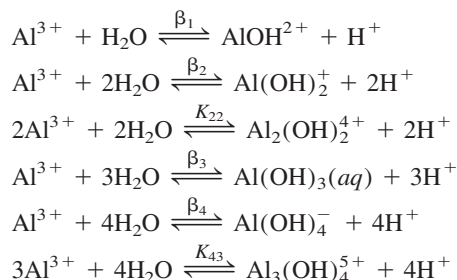 Al³⁺ + H₂O ⇌ (β₁) AlOH²⁺ + H⁺
Al³⁺ + 2H₂O ⇌ (β₂) Al(OH)₂⁺ + 2H⁺
2Al³⁺ + 2H₂O ⇌ (K₂₂) Al₂(OH)₂⁴⁺ + 2H⁺
Al³⁺ + 3H₂O ⇌ (β₃) Al(OH)₃(aq) + 3H⁺
Al³⁺ + 4H₂O ⇌ (β₄) Al(OH)₄⁻ + 4H⁺
3Al³⁺ + 4H₂O ⇌ (K₄₃) Al₃(OH)₄⁵⁺ + 4H⁺